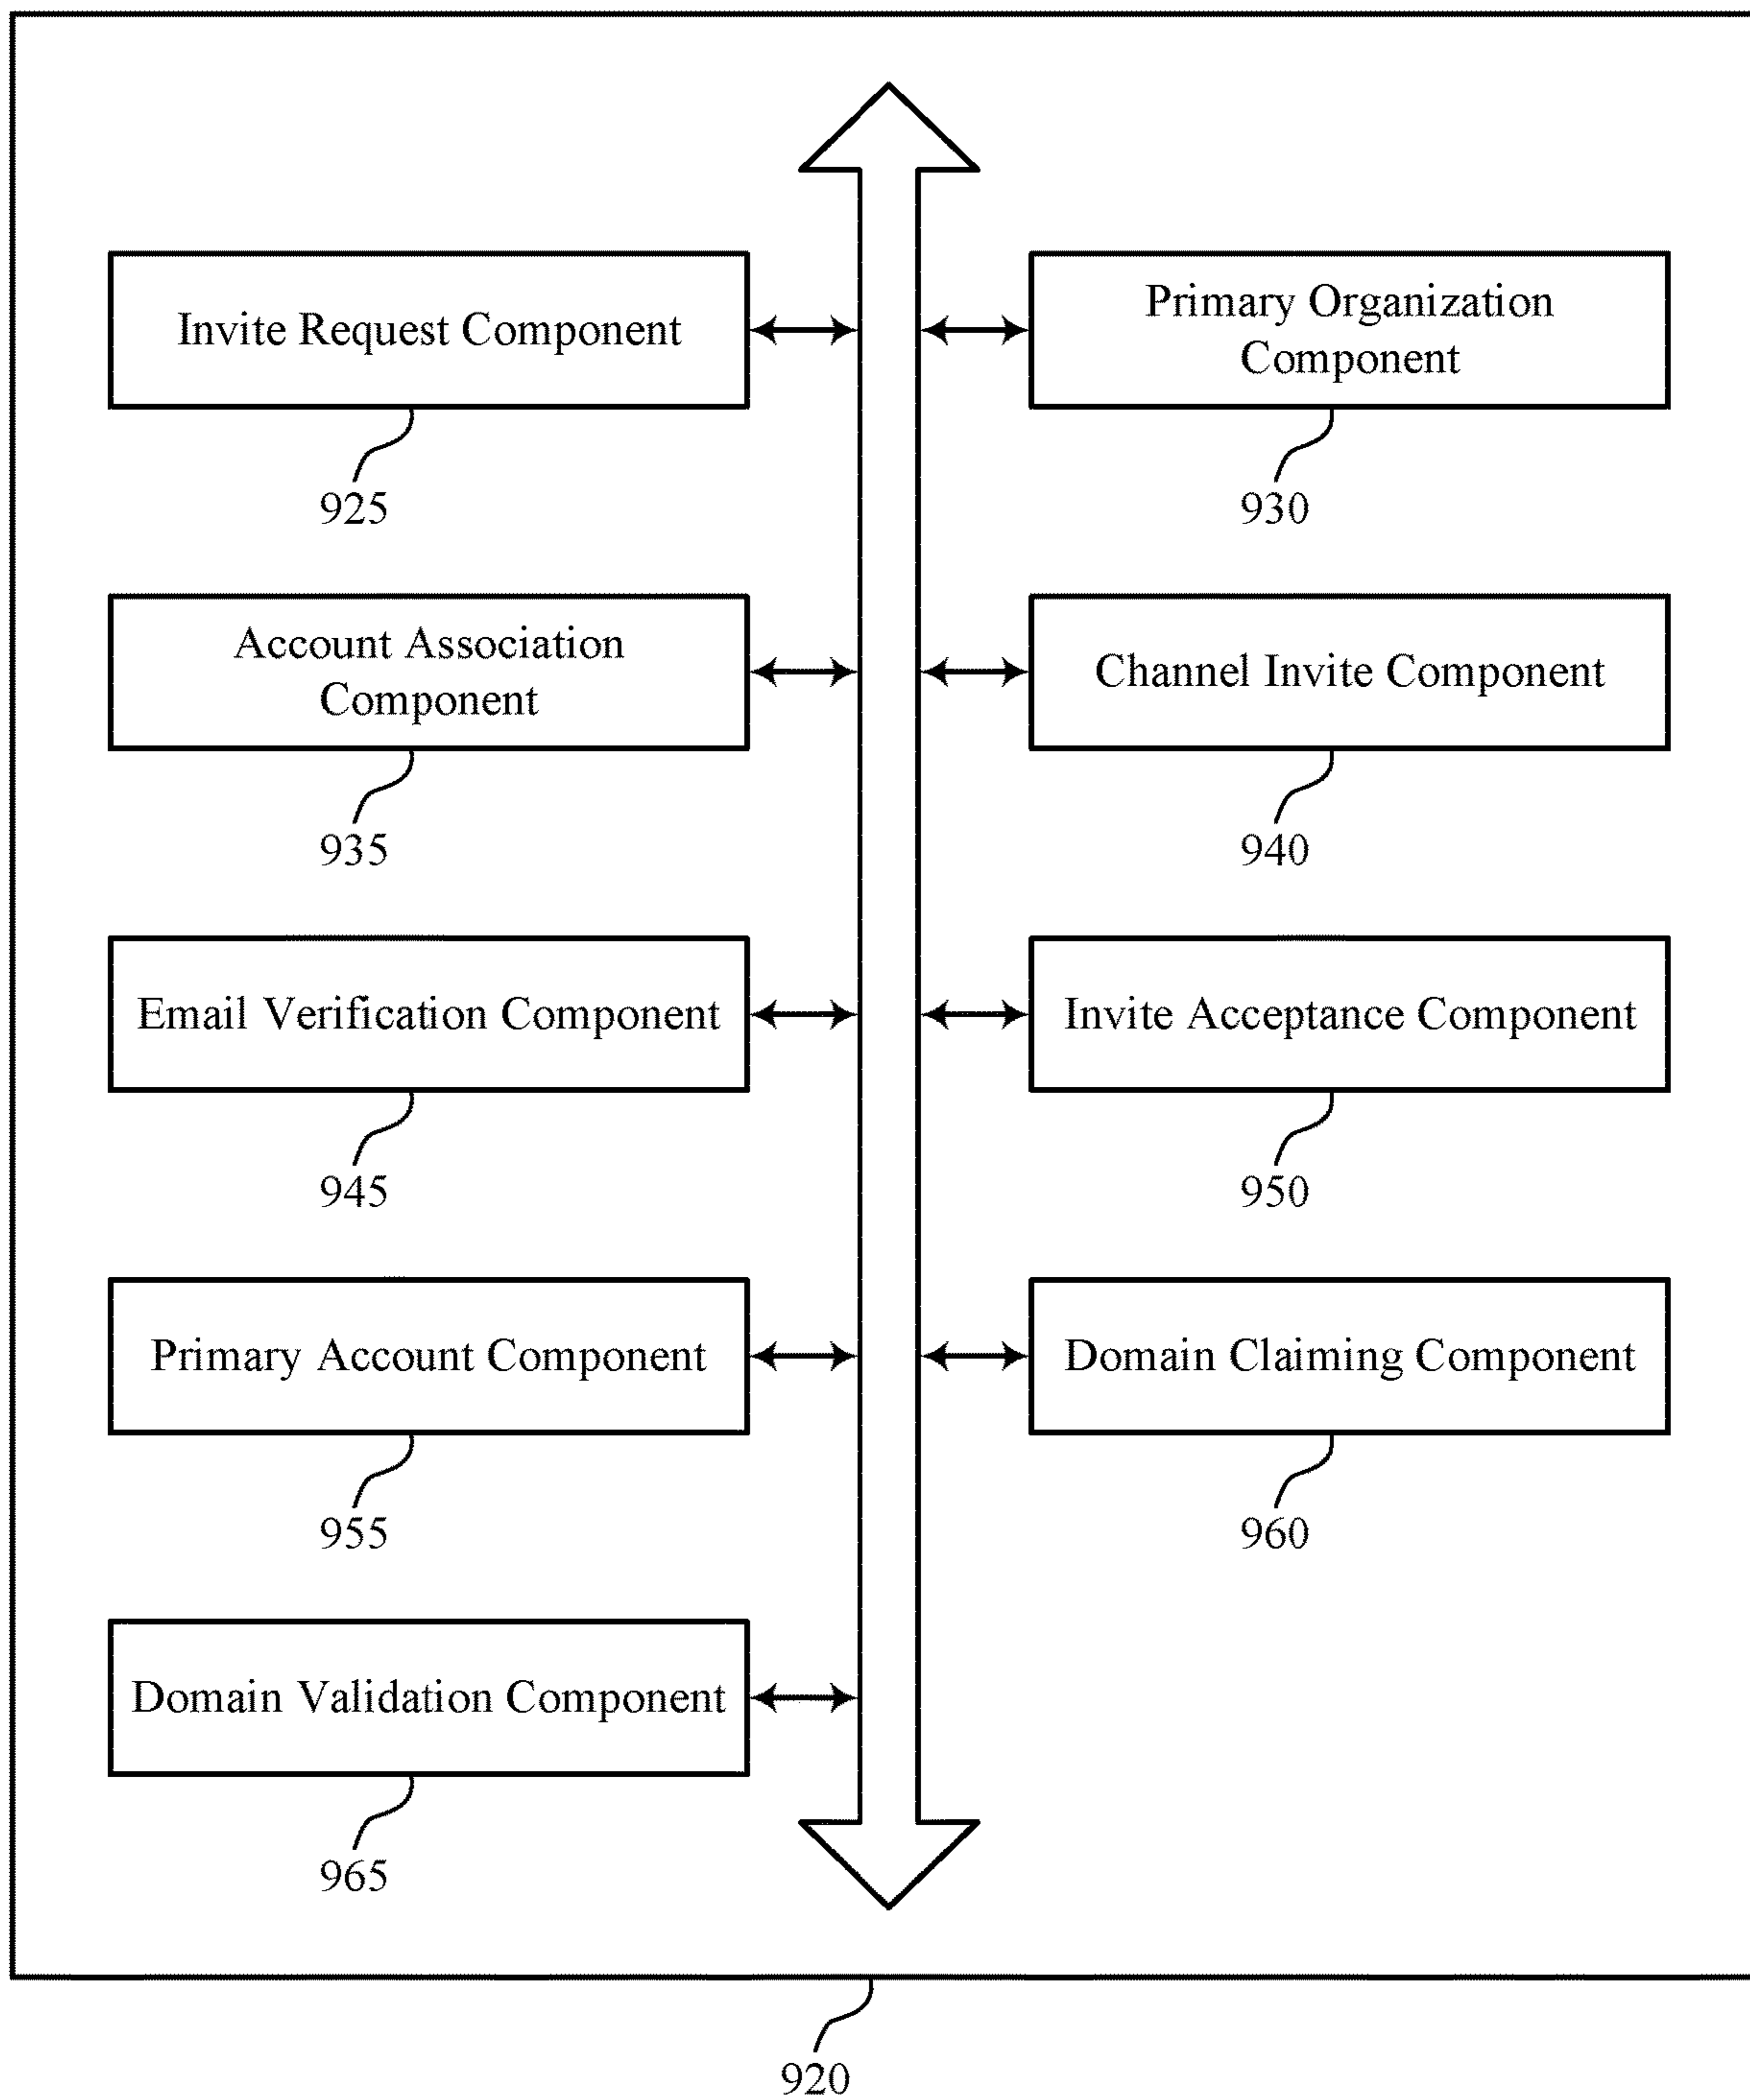 Invite Request Component
925
Primary Organization
Component
930
Account Association
Component
935
Channel Invite Component
940
Email Verification Component
945
Invite Acceptance Component
950
Primary Account Component
955
Domain Claiming Component
960
Domain Validation Component
965
920